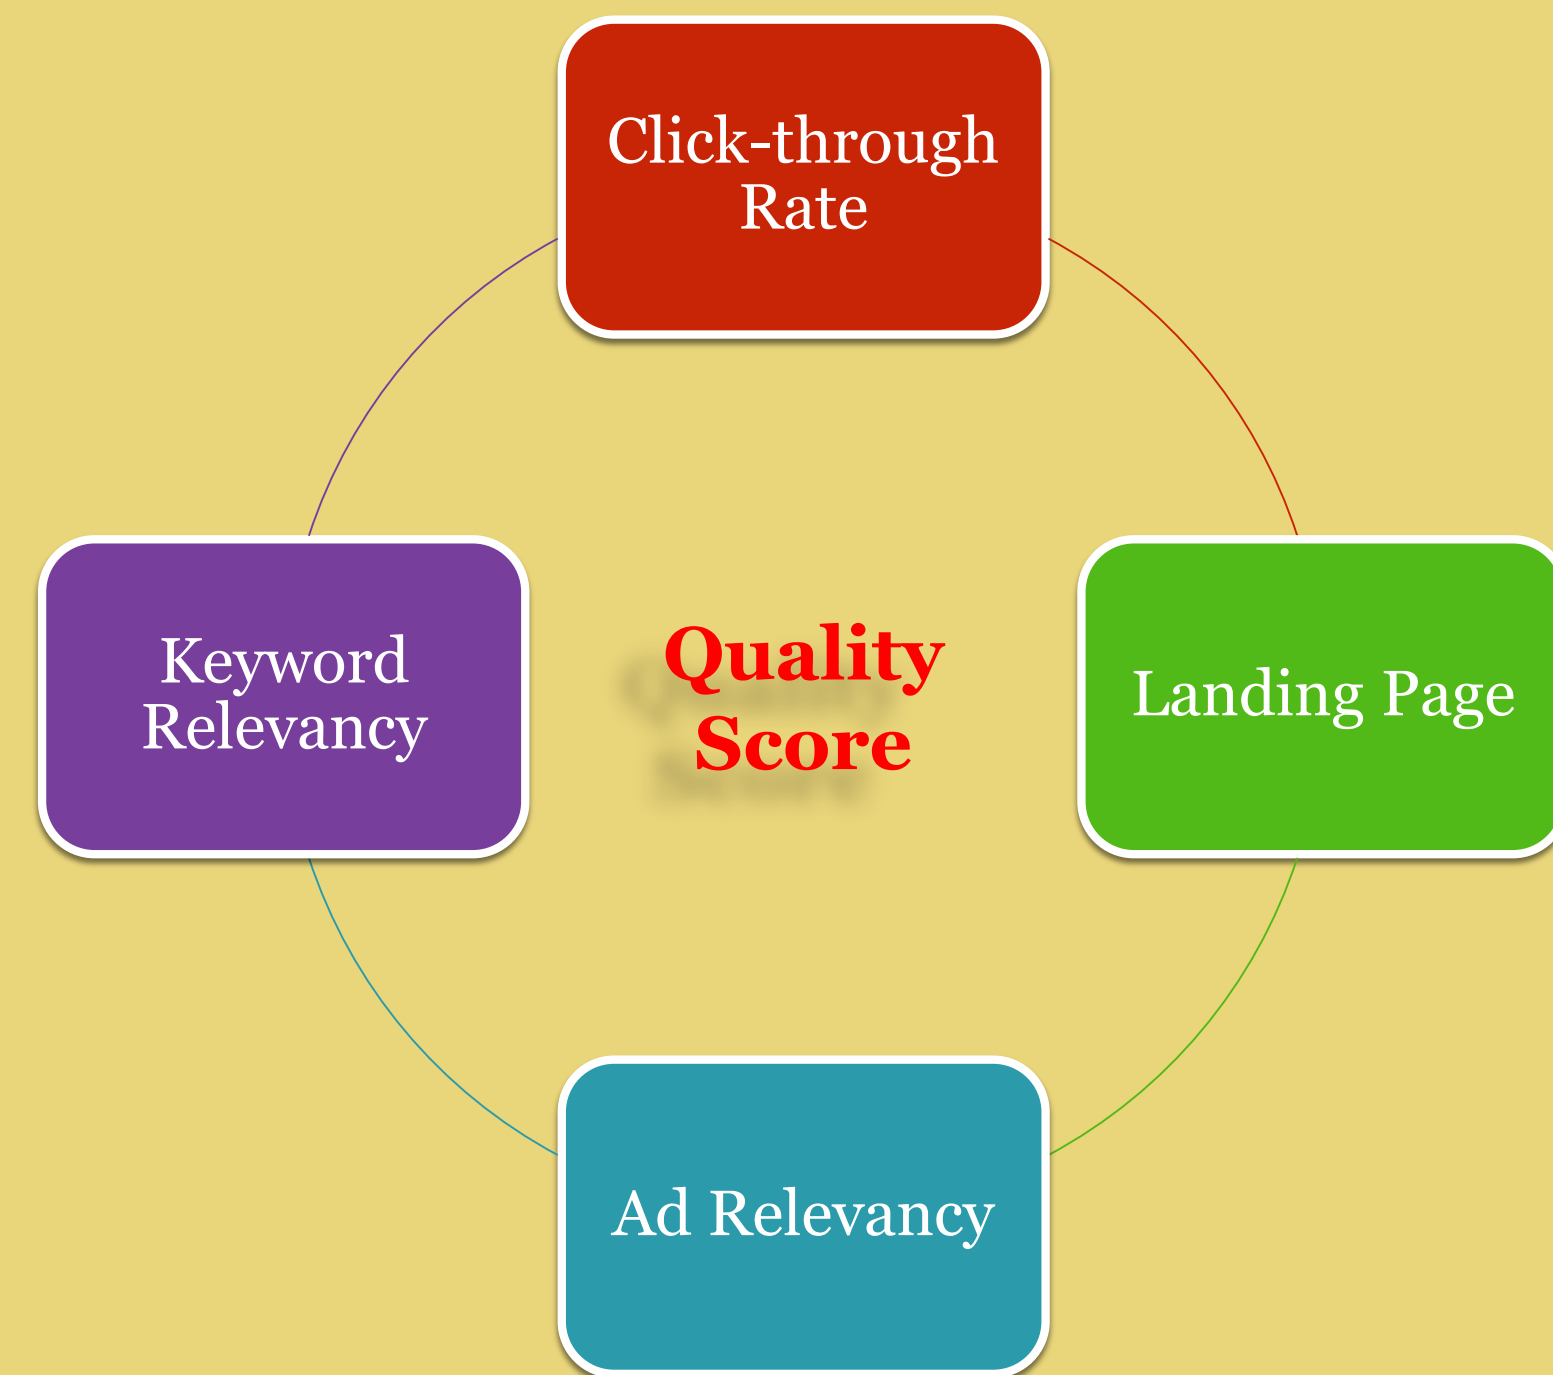 Click-through
Rate
Keyword
Relevancy
Quality
Score
Landing Page
Ad Relevancy